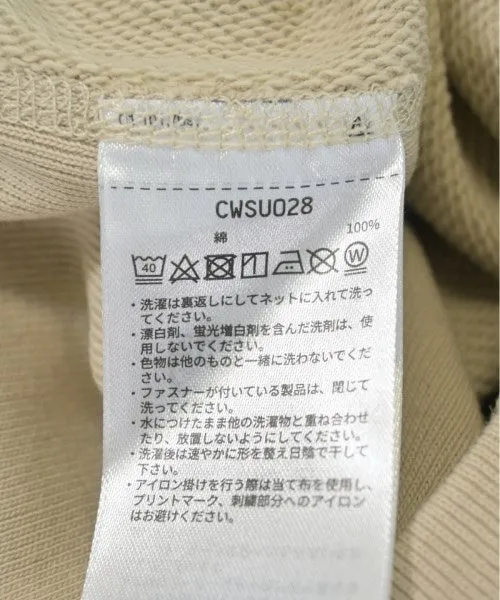 CWSU028
綿
100%
40
W
・洗濯は裏返しにしてネットに入れて洗っ
てください。
・漂白剤、蛍光増白剤を含んだ洗剤は、使
用しないでください。
・色物は他のものと一緒に洗わないでくだ
さい。
・ファスナーが付いている製品は、閉じて
洗ってください。
・水につけたまま他の洗濯物と重ね合わせ
たり、放置しないようにしてください。
・洗濯後は速やかに形を整え日陰で干して
下さい。
・アイロン掛けを行う際は当て布を使用し、
プリントマーク、刺繍部分へのアイロン
はお避けください。